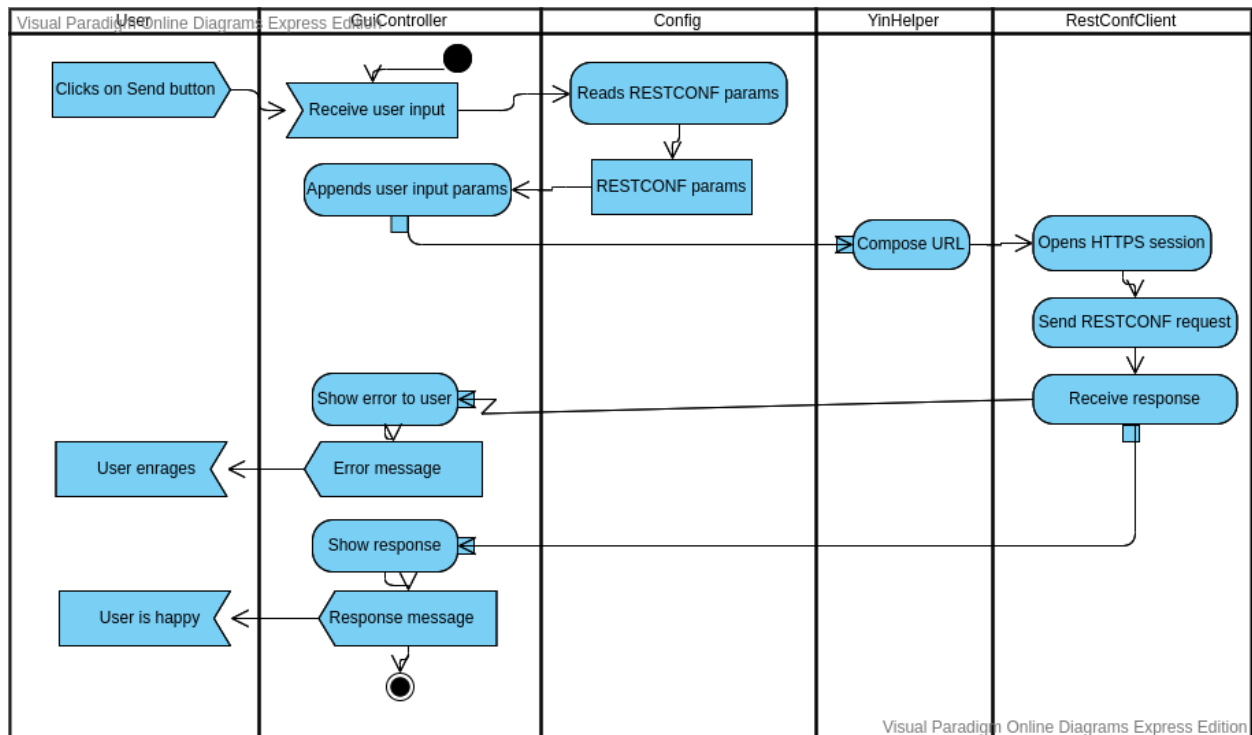 Visual Paradigm Online Diagrams Express Edition
User
GuiController
Config
YinHelper
RestConfClient
Clicks on Send button
Receive user input
Reads RESTCONF params
Appends user input params
RESTCONF params
Compose URL
Opens HTTPS session
Send RESTCONF request
Show error to user
Receive response
User enrages
Error message
Show response
User is happy
Response message
Visual Paradigm Online Diagrams Express Edition